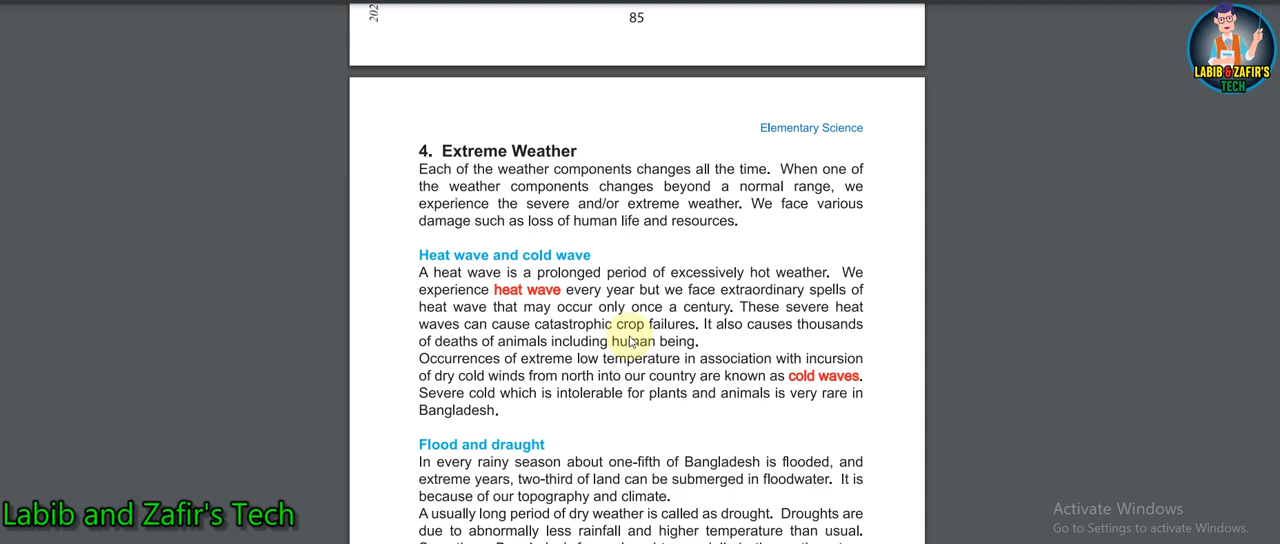 202
85
LABIB & ZAFIR'S
TECH
Elementary Science
4. Extreme Weather
Each of the weather components changes all the time. When one of
the weather components changes beyond a normal range, we
experience the severe and/or extreme weather. We face various
damage such as loss of human life and resources.
Heat wave and cold wave
A heat wave is a prolonged period of excessively hot weather. We
experience heat wave every year but we face extraordinary spells of
heat wave that may occur only once a century. These severe heat
waves can cause catastrophic crop failures. It also causes thousands
of deaths of animals including human being.
Occurrences of extreme low temperature in association with incursion
of dry cold winds from north into our country are known as cold waves.
Severe cold which is intolerable for plants and animals is very rare in
Bangladesh.
Flood and draught
In every rainy season about one-fifth of Bangladesh is flooded, and
extreme years, two-third of land can be submerged in floodwater. It is
because of our topography and climate.
A usually long period of dry weather is called as drought. Droughts are
due to abnormally less rainfall and higher temperature than usual.
Labib and Zafir's Tech
Activate Windows
Go to Settings to activate Windows.